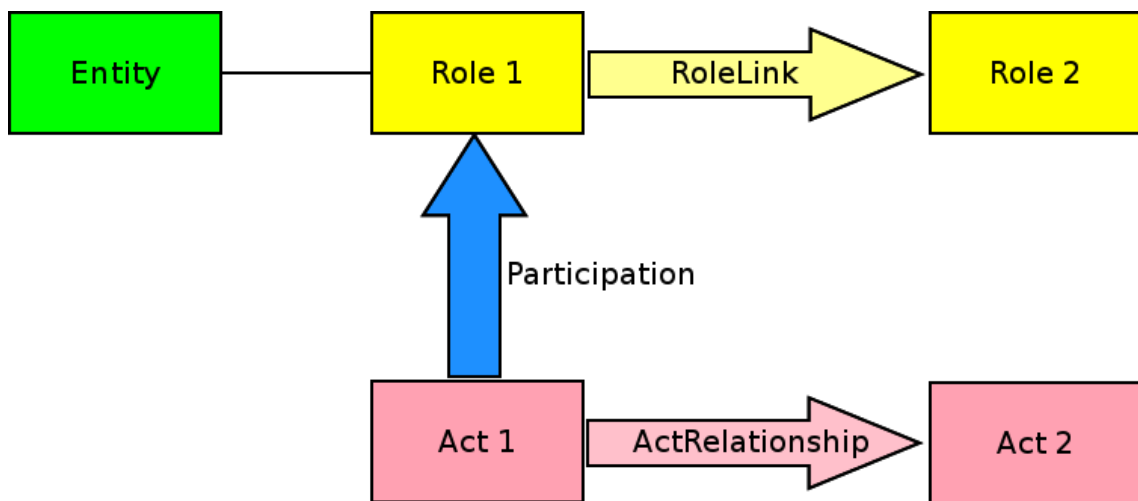 Entity
Role 1
RoleLink
Role 2
Participation
Act 1
ActRelationship
Act 2